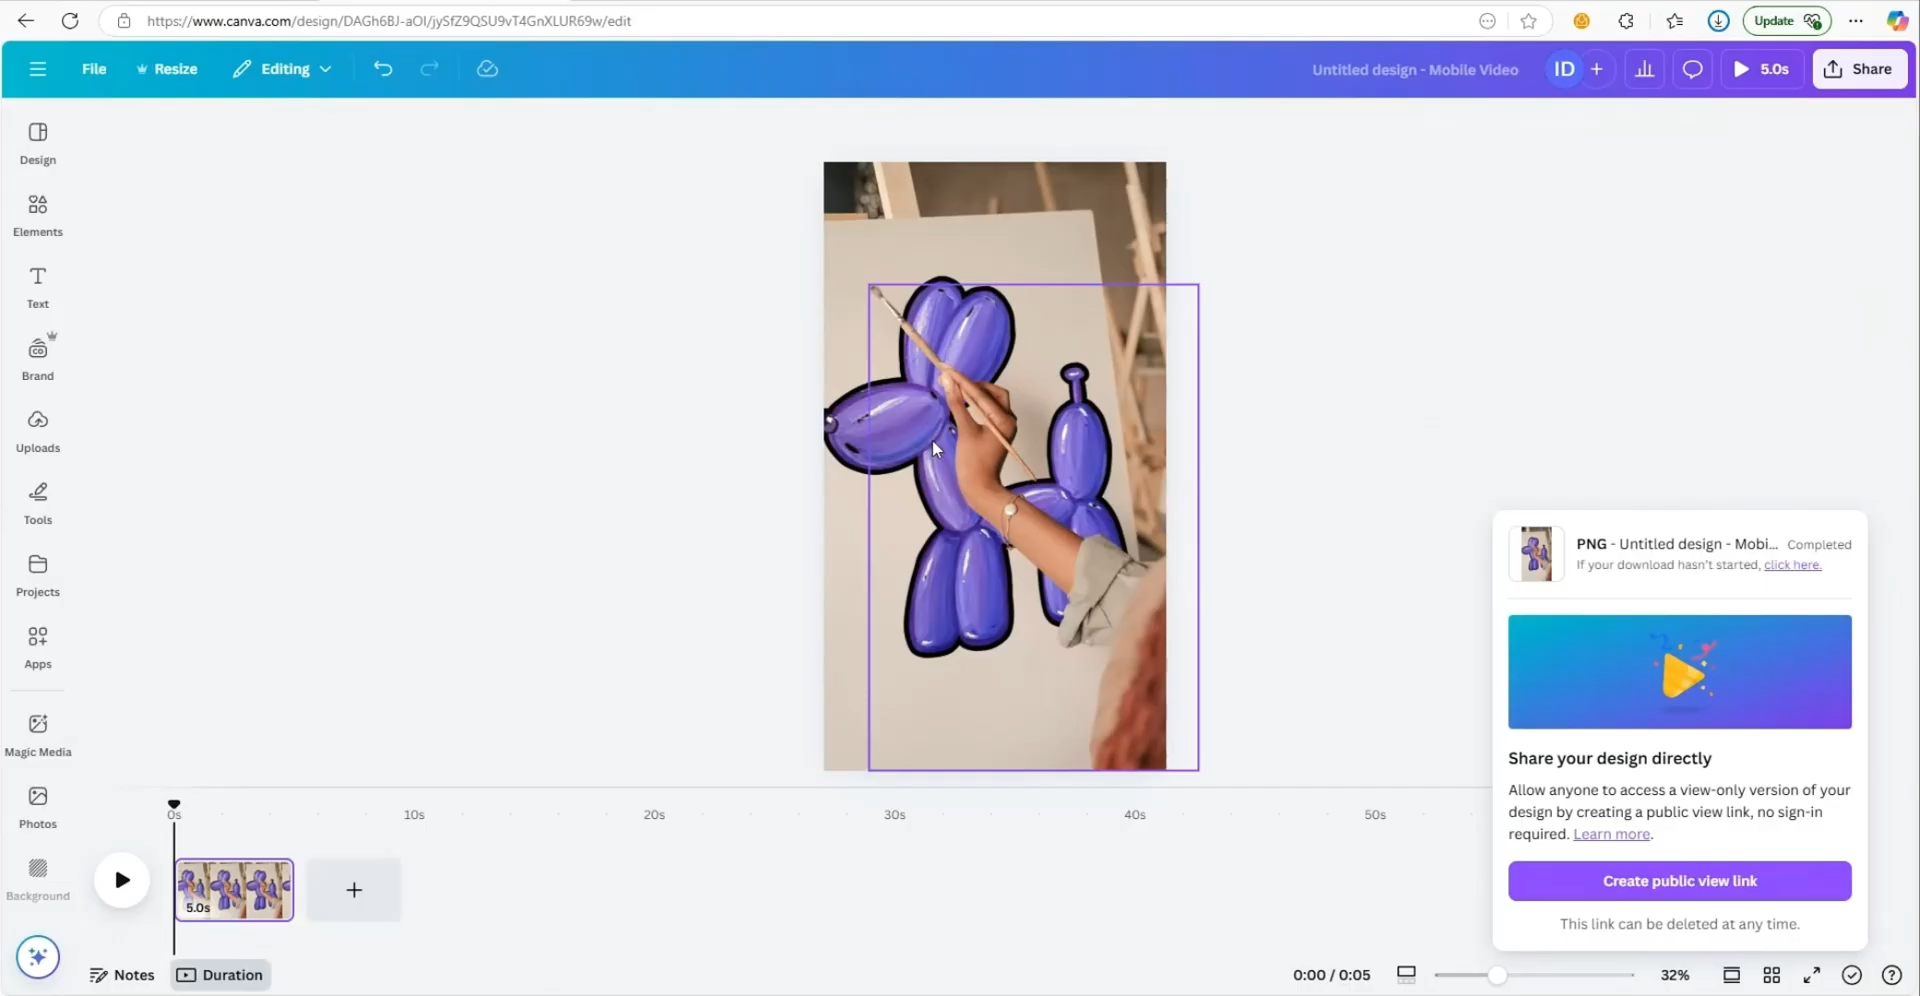 https://www.canva.com/design/DAGh6BJ-aOI/jySfZ9QSU9vT4GnXLUR69w/edit
Update
File
Resize
Editing
Untitled design - Mobile Video
ID
5.0s
Share
Design
Elements
Text
Brand
Uploads
Tools
Projects
Apps
Magic Media
Photos
Background
PNG - Untitled design - Mobi... Completed
If your download hasn't started, click here.
Share your design directly
Allow anyone to access a view-only version of your
design by creating a public view link, no sign-in
required. Learn more.
Create public view link
This link can be deleted at any time.
0s 10s 20s 30s 40s 50s
5.0s
Notes
Duration
0:00 / 0:05
32%